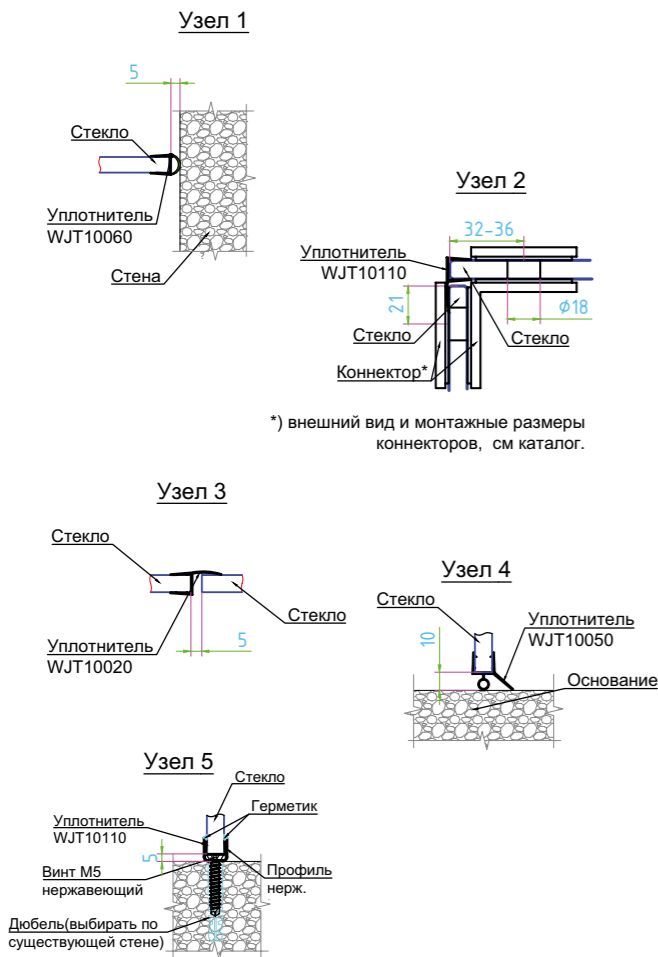 Узел 1
5
Стекло
Уплотнитель
WJT10060
Стена
Узел 2
32-36
Уплотнитель
WJT10110
21
Стекло
Ф18
Стекло
Коннектор*
*) внешний вид и монтажные размеры
коннекторов, см каталог.
Узел 3
Стекло
Стекло
Уплотнитель
WJT10020
5
Узел 4
Стекло
10
Уплотнитель
WJT10050
Основание
Узел 5
Стекло
Уплотнитель
WJT10110
Герметик
5
Винт М5
нержавеющий
Профиль
нерж.
Дюбель(выбирать по
существующей стене)